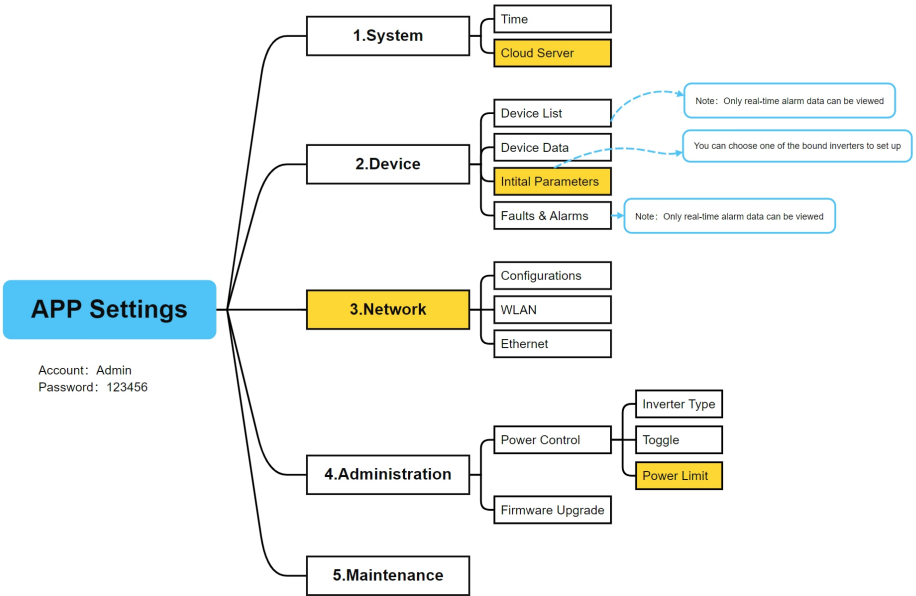 1.System
Time
Cloud Server
2.Device
Device List
Note：Only real-time alarm data can be viewed
Device Data
You can choose one of the bound inverters to set up
Intital Parameters
Faults & Alarms
Note：Only real-time alarm data can be viewed
APP Settings
Account：Admin
Password：123456
3.Network
Configurations
WLAN
Ethernet
4.Administration
Power Control
Inverter Type
Toggle
Power Limit
Firmware Upgrade
5.Maintenance